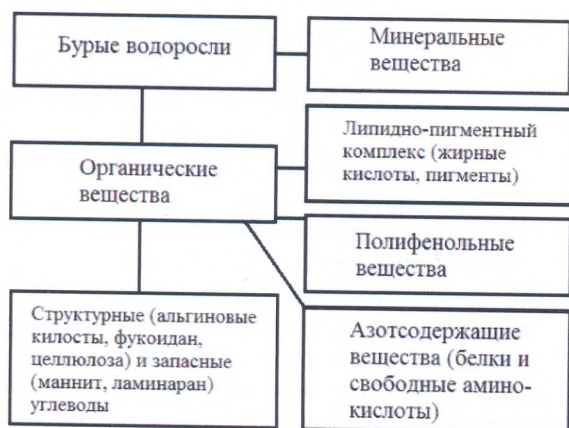 Бурые водоросли
Минеральные
вещества
Липидно-пигментный
комплекс (жирные
кислоты, пигменты)
Органические
вещества
Полифенольные
вещества
Структурные (альгиновые
килосты, фукоидан,
целлюлоза) и запасные
(маннит, ламинаран)
углеводы
Азотсодержащие
вещества (белки и
свободные амино-
кислоты)